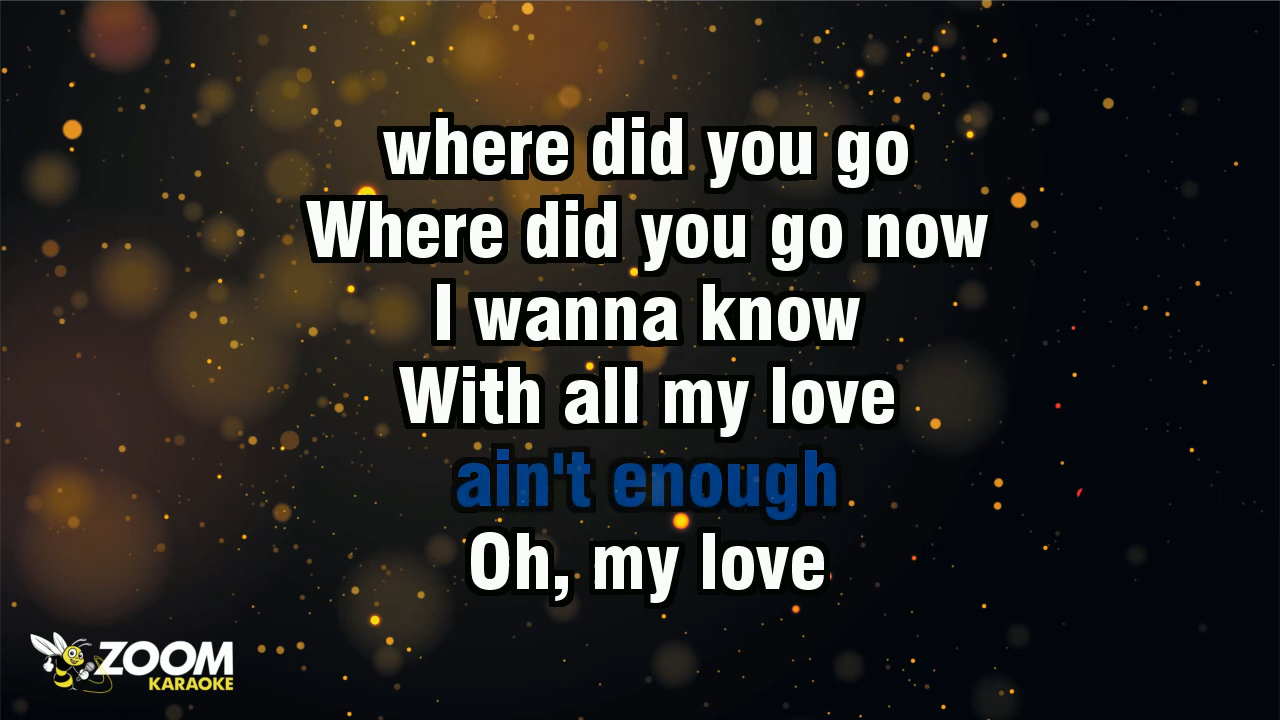 where did you go
Where did you go now
I wanna know
With all my love
ain't enough
Oh, my love
ZOOM
KARAOKE